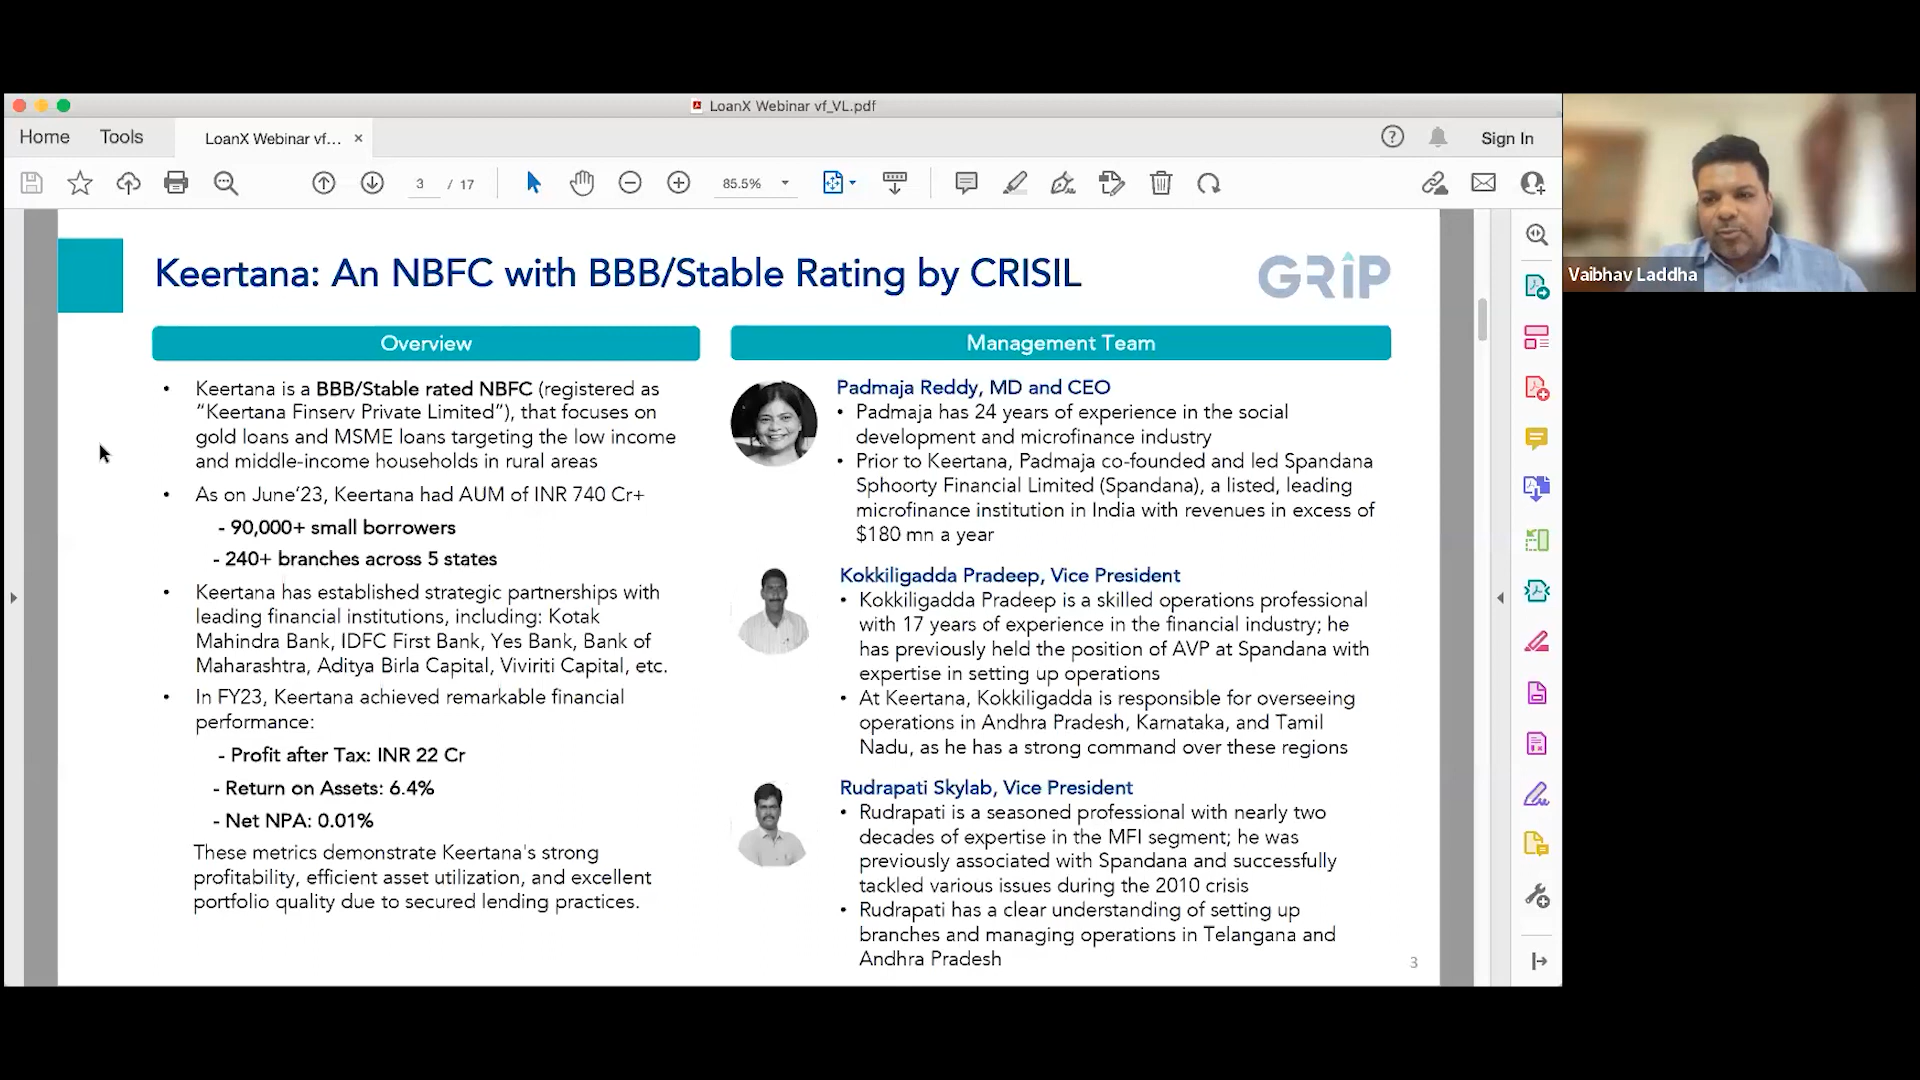 LoanX Webinar vf_VL.pdf
Home Tools LoanX Webinar vf... × Sign In
3 / 17 85.5%
Keertana: An NBFC with BBB/Stable Rating by CRISIL
GRIP
Overview
• Keertana is a BBB/Stable rated NBFC (registered as
“Keertana Finserv Private Limited”), that focuses on
gold loans and MSME loans targeting the low income
and middle-income households in rural areas
• As on June‘23, Keertana had AUM of INR 740 Cr+
- 90,000+ small borrowers
- 240+ branches across 5 states
• Keertana has established strategic partnerships with
leading financial institutions, including: Kotak
Mahindra Bank, IDFC First Bank, Yes Bank, Bank of
Maharashtra, Aditya Birla Capital, Viviriti Capital, etc.
• In FY23, Keertana achieved remarkable financial
performance:
- Profit after Tax: INR 22 Cr
- Return on Assets: 6.4%
- Net NPA: 0.01%
These metrics demonstrate Keertana's strong
profitability, efficient asset utilization, and excellent
portfolio quality due to secured lending practices.
Management Team
Padmaja Reddy, MD and CEO
• Padmaja has 24 years of experience in the social
development and microfinance industry
• Prior to Keertana, Padmaja co-founded and led Spandana
Sphoorty Financial Limited (Spandana), a listed, leading
microfinance institution in India with revenues in excess of
$180 mn a year
Kokkiligadda Pradeep, Vice President
• Kokkiligadda Pradeep is a skilled operations professional
with 17 years of experience in the financial industry; he
has previously held the position of AVP at Spandana with
expertise in setting up operations
• At Keertana, Kokkiligadda is responsible for overseeing
operations in Andhra Pradesh, Karnataka, and Tamil
Nadu, as he has a strong command over these regions
Rudrapati Skylab, Vice President
• Rudrapati is a seasoned professional with nearly two
decades of expertise in the MFI segment; he was
previously associated with Spandana and successfully
tackled various issues during the 2010 crisis
• Rudrapati has a clear understanding of setting up
branches and managing operations in Telangana and
Andhra Pradesh
3
Vaibhav Laddha